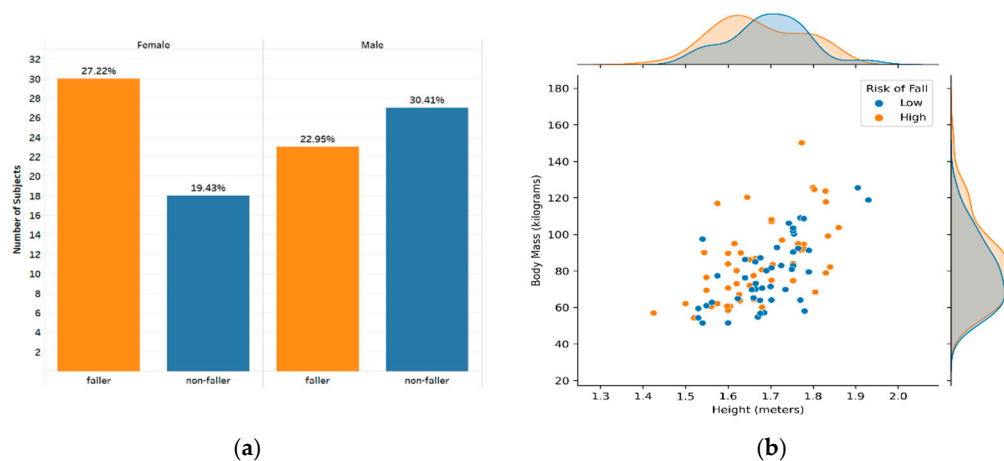 Female Male
32
30
28
26
24
22
20
18
16
14
12
10
8
6
4
2
Number of Subjects
27.22%
19.43%
22.95%
30.41%
faller non-faller faller non-faller
(a)
Risk of Fall
Low
High
180
160
140
120
100
80
60
40
20
Body Mass (kilograms)
1.3 1.4 1.5 1.6 1.7 1.8 1.9 2.0
Height (meters)
(b)